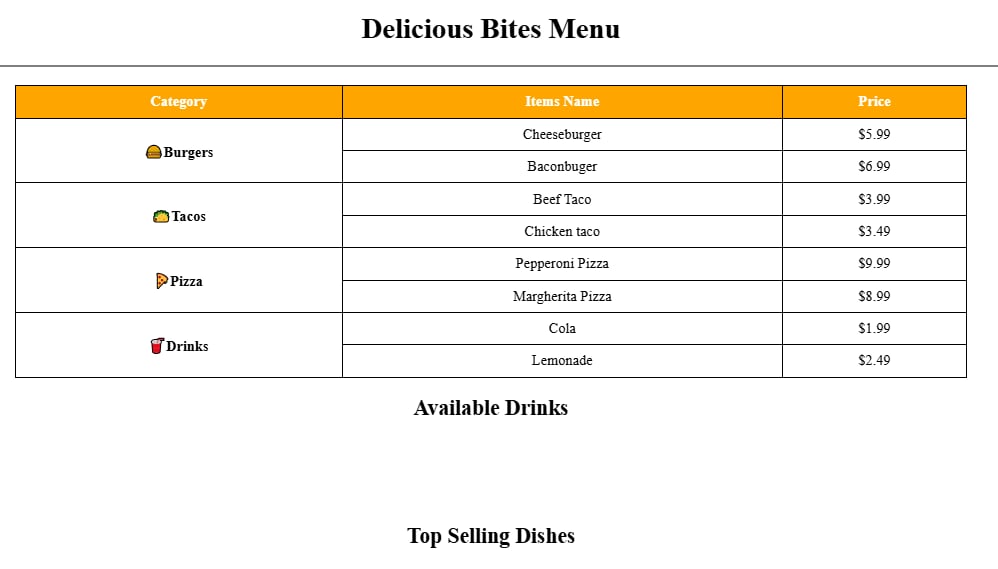 Delicious Bites Menu
Category Items Name Price
🍔Burgers Cheeseburger $5.99
Baconbuger $6.99
🌮Tacos Beef Taco $3.99
Chicken taco $3.49
🍕Pizza Pepperoni Pizza $9.99
Margherita Pizza $8.99
🥤Drinks Cola $1.99
Lemonade $2.49
Available Drinks
Top Selling Dishes